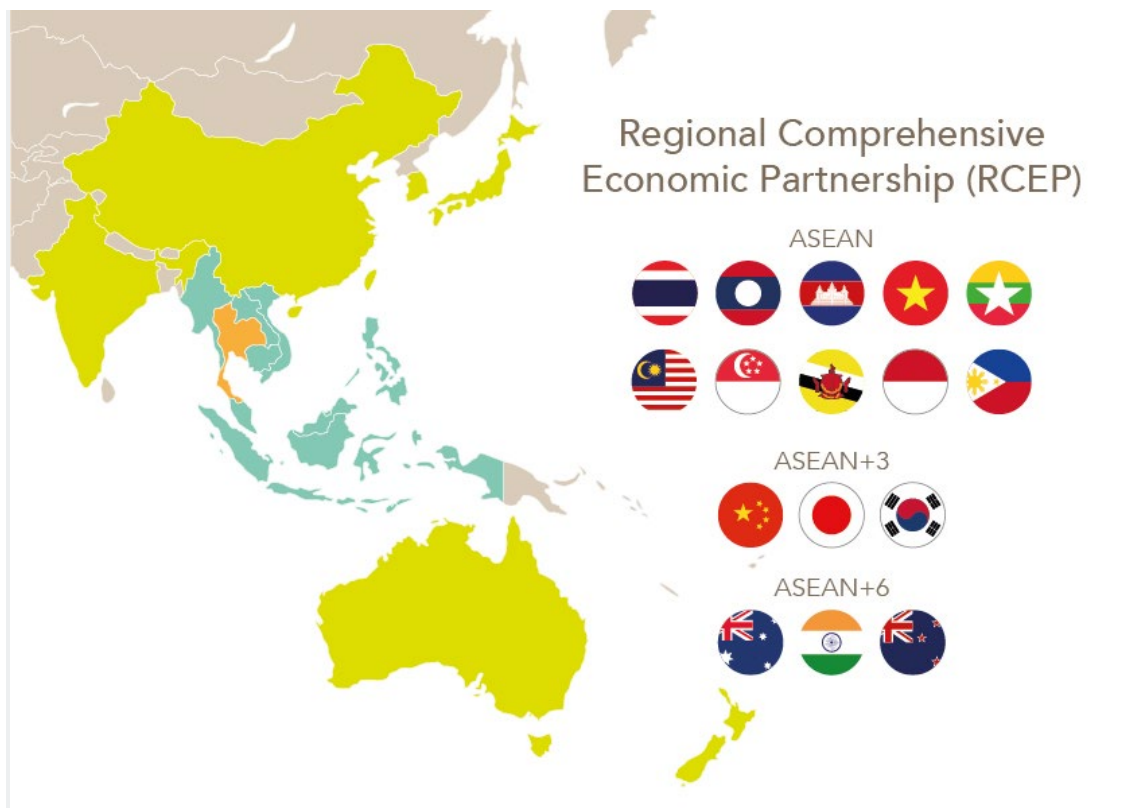 Regional Comprehensive
Economic Partnership (RCEP)
ASEAN
ASEAN+3
ASEAN+6